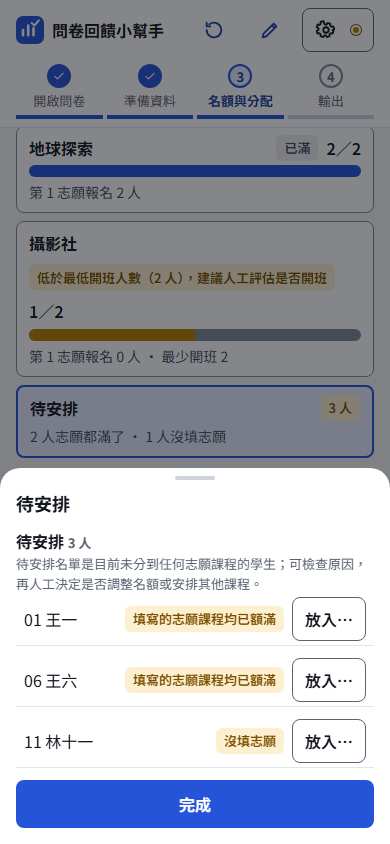 問卷回饋小幫手
開啟問卷
準備資料
3
名額與分配
4
輸出
地球探索
已滿
2／2
第 1 志願報名 2 人
攝影社
低於最低開班人數（2 人），建議人工評估是否開班
1／2
第 1 志願報名 0 人 · 最少開班 2
待安排
3 人
2 人志願都滿了 · 1 人沒填志願
待安排
待安排 3 人
待安排名單是目前未分到任何志願課程的學生；可檢查原因，
再人工決定是否調整名額或安排其他課程。
01 王一
填寫的志願課程均已額滿
放入…
06 王六
填寫的志願課程均已額滿
放入…
11 林十一
沒填志願
放入…
完成